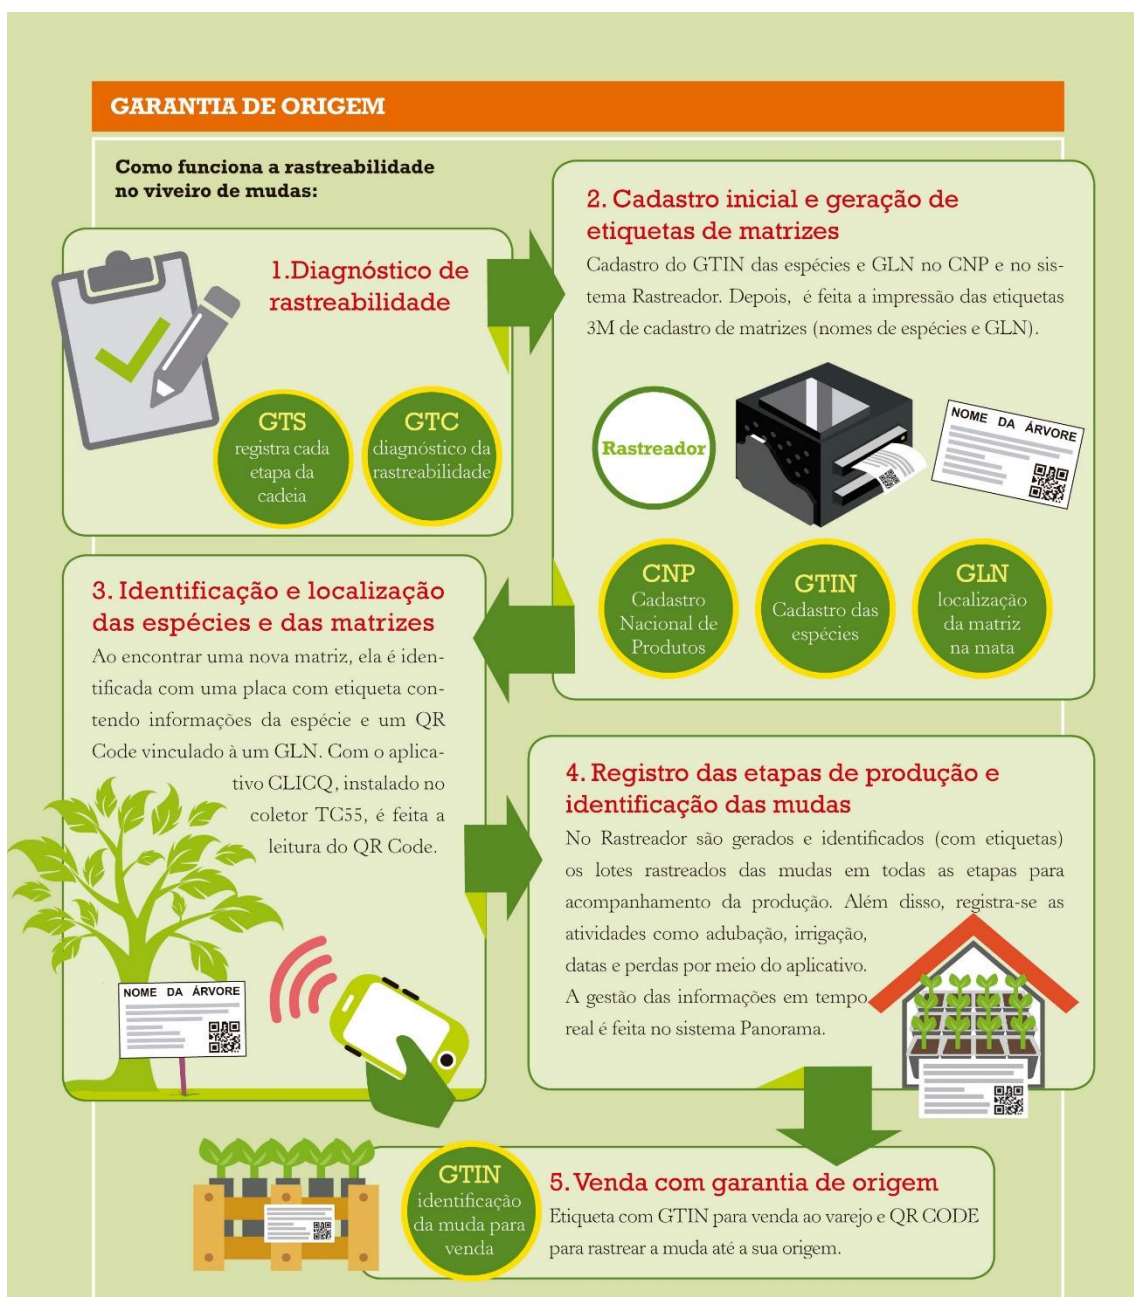 GARANTIA DE ORIGEM
Como funciona a rastreabilidade
no viveiro de mudas:
1.Diagnóstico de
rastreabilidade
GTS
registra cada
etapa da
cadeia
GTC
diagnóstico da
rastreabilidade
2. Cadastro inicial e geração de
etiquetas de matrizes
Cadastro do GTIN das espécies e GLN no CNP e no sis-
tema Rastreador. Depois, é feita a impressão das etiquetas
3M de cadastro de matrizes (nomes de espécies e GLN).
Rastreador
NOME DA ÁRVORE
CNP
Cadastro
Nacional de
Produtos
GTIN
Cadastro das
espécies
GLN
localização
da matriz
na mata
3. Identificação e localização
das espécies e das matrizes
Ao encontrar uma nova matriz, ela é iden-
tificada com uma placa com etiqueta con-
tendo informações da espécie e um QR
Code vinculado à um GLN. Com o aplica-
tivo CLICQ, instalado no
coletor TC55, é feita a
leitura do QR Code.
NOME DA ÁRVORE
4. Registro das etapas de produção e
identificação das mudas
No Rastreador são gerados e identificados (com etiquetas)
os lotes rastreados das mudas em todas as etapas para
acompanhamento da produção. Além disso, registra-se as
atividades como adubação, irrigação,
datas e perdas por meio do aplicativo.
A gestão das informações em tempo
real é feita no sistema Panorama.
GTIN
identificação
da muda para
venda
5. Venda com garantia de origem
Etiqueta com GTIN para venda ao varejo e QR CODE
para rastrear a muda até a sua origem.